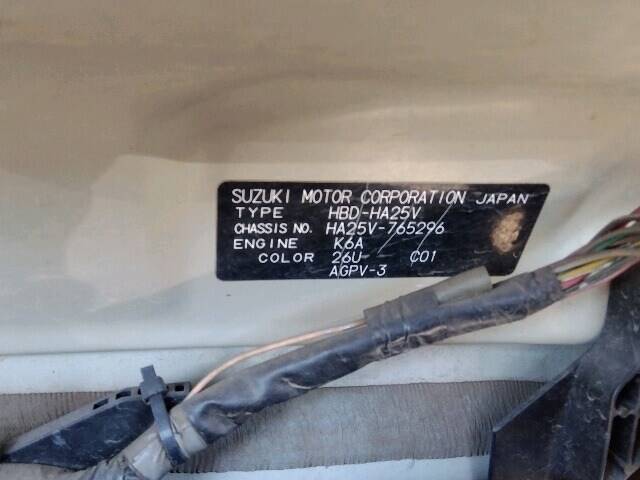 SUZUKI MOTOR CORPORATION JAPAN
TYPE HBD-HA25V
CHASSIS NO. HA25V-765296
ENGINE K6A
COLOR 26U- C01
AGPV-3